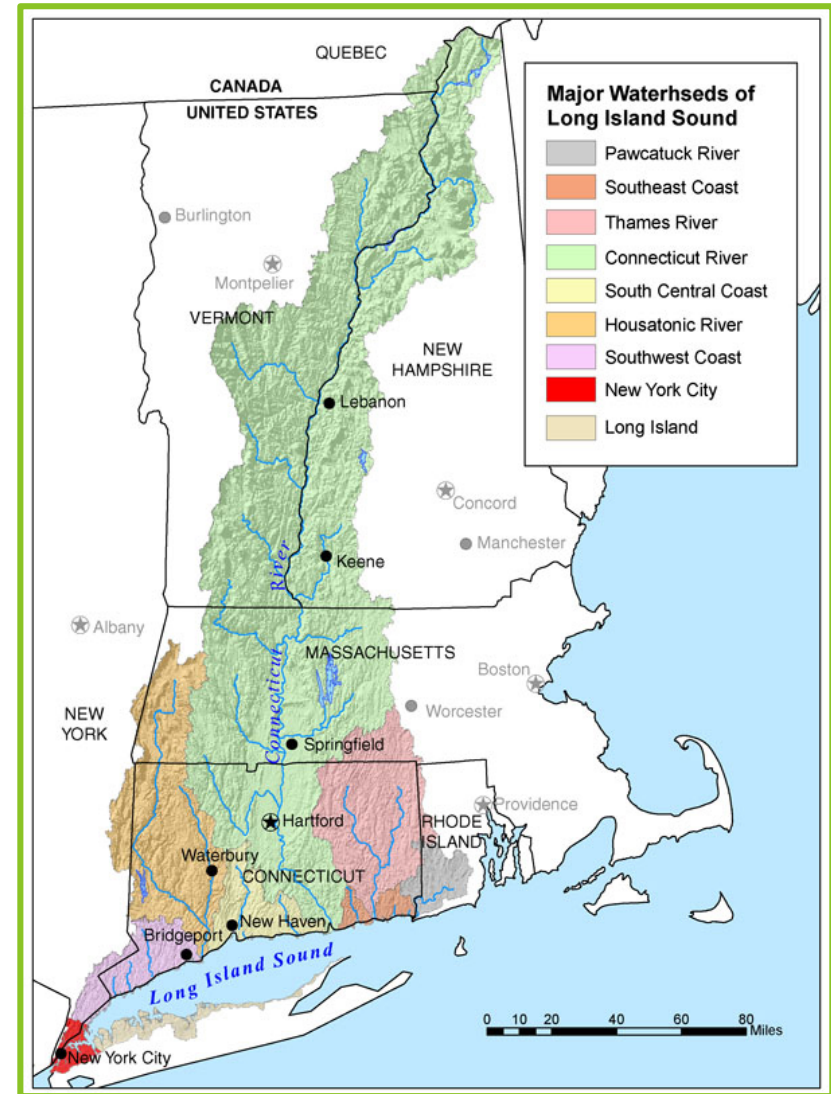 QUEBEC
CANADA
UNITED STATES
Major Waterhseds of
Long Island Sound
Pawcatuck River
Southeast Coast
Thames River
Connecticut River
South Central Coast
Housatonic River
Southwest Coast
New York City
Long Island
Burlington
Montpelier
VERMONT
NEW
HAMPSHIRE
Lebanon
Concord
Manchester
Keene
River
Albany
MASSACHUSETTS
Boston
Connecticut
Worcester
NEW
YORK
Springfield
Providence
Hartford
RHODE
ISLAND
Waterbury
CONNECTICUT
New Haven
Bridgeport
Long Island Sound
0 20 40 60 80
Miles
New York City